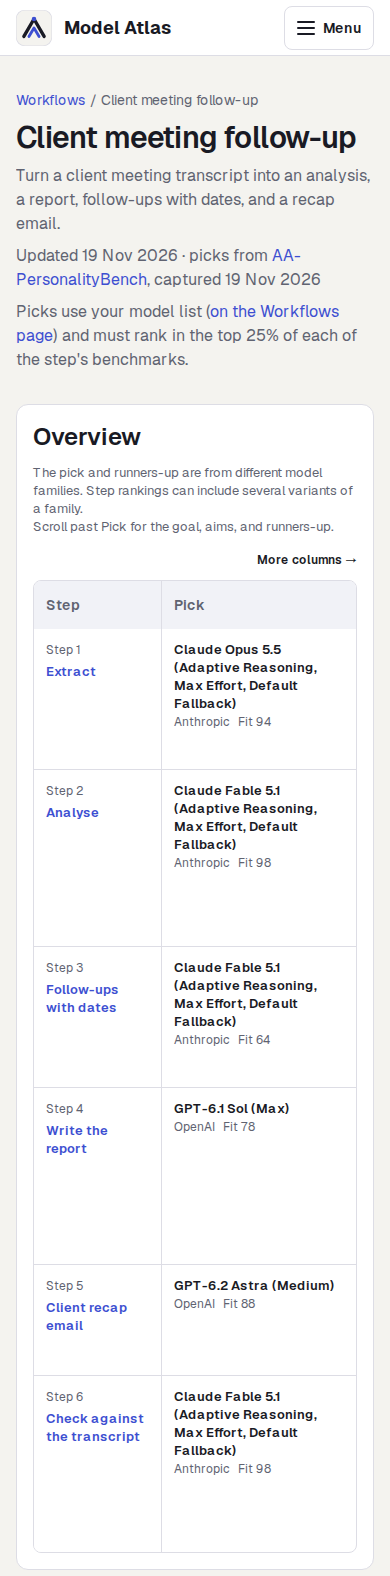 Model Atlas
Menu
Workflows / Client meeting follow-up
Client meeting follow-up
Turn a client meeting transcript into an analysis,
a report, follow-ups with dates, and a recap
email.
Updated 19 Nov 2026 · picks from AA-
PersonalityBench, captured 19 Nov 2026
Picks use your model list (on the Workflows
page) and must rank in the top 25% of each of
the step's benchmarks.
Overview
The pick and runners-up are from different model
families. Step rankings can include several variants of
a family.
Scroll past Pick for the goal, aims, and runners-up.
More columns →
Step
Pick
Step 1
Extract
Claude Opus 5.5
(Adaptive Reasoning,
Max Effort, Default
Fallback)
Anthropic Fit 94
Step 2
Analyse
Claude Fable 5.1
(Adaptive Reasoning,
Max Effort, Default
Fallback)
Anthropic Fit 98
Step 3
Follow-ups
with dates
Claude Fable 5.1
(Adaptive Reasoning,
Max Effort, Default
Fallback)
Anthropic Fit 64
Step 4
Write the
report
GPT-6.1 Sol (Max)
OpenAI Fit 78
Step 5
Client recap
email
GPT-6.2 Astra (Medium)
OpenAI Fit 88
Step 6
Check against
the transcript
Claude Fable 5.1
(Adaptive Reasoning,
Max Effort, Default
Fallback)
Anthropic Fit 98